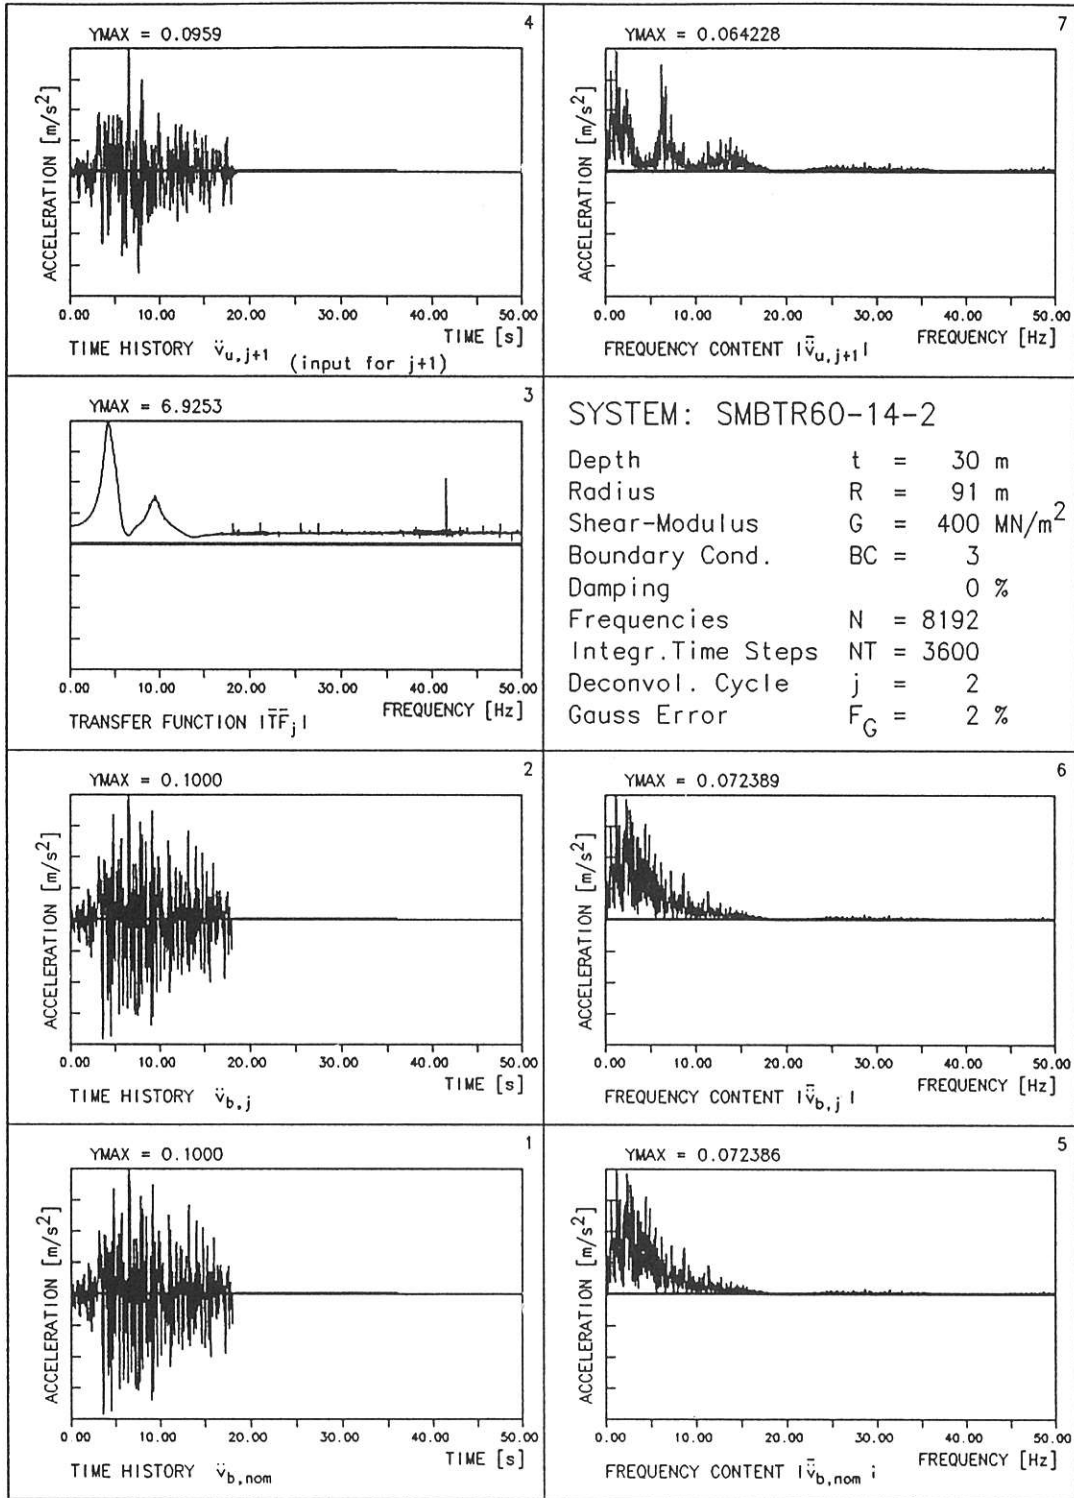 4
YMAX = 0.0959
ACCELERATION [m/s²]
0.00 10.00 20.00 30.00 40.00 50.00
TIME [s]
TIME HISTORY v̈u,j+1 (input for j+1)
7
YMAX = 0.064228
ACCELERATION [m/s²]
0.00 10.00 20.00 30.00 40.00 50.00
FREQUENCY [Hz]
FREQUENCY CONTENT |v̄̈u,j+1|
3
YMAX = 6.9253
0.00 10.00 20.00 30.00 40.00 50.00
FREQUENCY [Hz]
TRANSFER FUNCTION |T̄F̄j|
SYSTEM: SMBTR60-14-2
Depth t = 30 m
Radius R = 91 m
Shear-Modulus G = 400 MN/m²
Boundary Cond. BC = 3
Damping 0 %
Frequencies N = 8192
Integr.Time Steps NT = 3600
Deconvol. Cycle j = 2
Gauss Error FG = 2 %
2
YMAX = 0.1000
ACCELERATION [m/s²]
0.00 10.00 20.00 30.00 40.00 50.00
TIME [s]
TIME HISTORY v̈b,j
6
YMAX = 0.072389
ACCELERATION [m/s²]
0.00 10.00 20.00 30.00 40.00 50.00
FREQUENCY [Hz]
FREQUENCY CONTENT |v̄̈b,j|
1
YMAX = 0.1000
ACCELERATION [m/s²]
0.00 10.00 20.00 30.00 40.00 50.00
TIME [s]
TIME HISTORY v̈b,nom
5
YMAX = 0.072386
ACCELERATION [m/s²]
0.00 10.00 20.00 30.00 40.00 50.00
FREQUENCY [Hz]
FREQUENCY CONTENT |v̄̈b,nom|